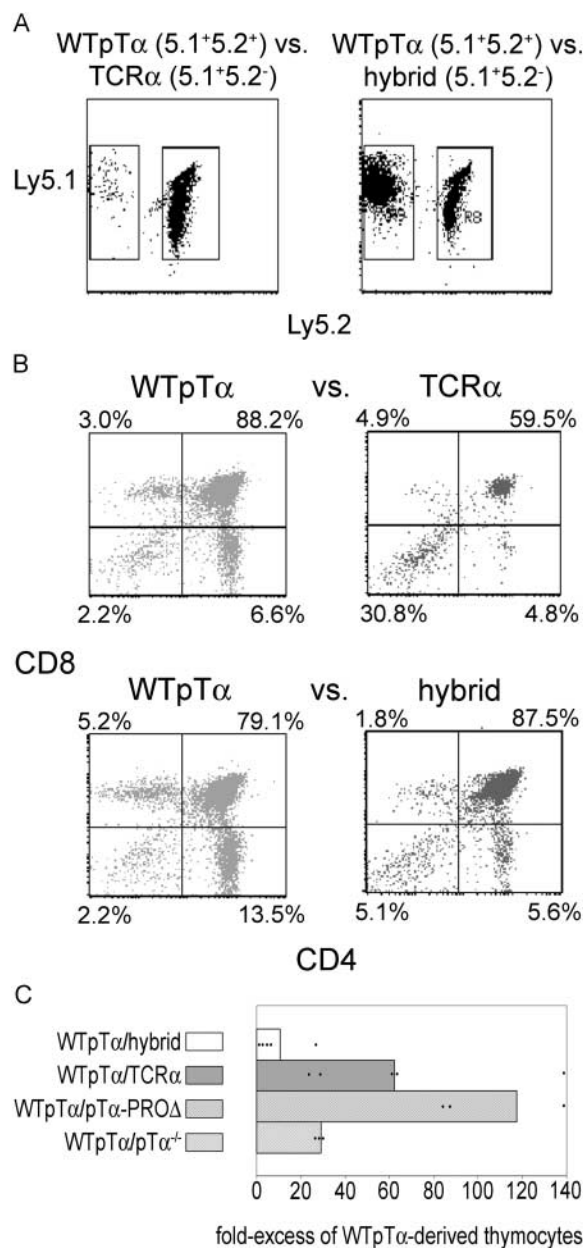 A
WTpTα (5.1⁺5.2⁺) vs. TCRα (5.1⁺5.2⁻)
WTpTα (5.1⁺5.2⁺) vs. hybrid (5.1⁺5.2⁻)
Ly5.1
R8
Ly5.2
B
WTpTα vs. TCRα
3.0% 88.2% 4.9% 59.5%
2.2% 6.6% 30.8% 4.8%
CD8
WTpTα vs. hybrid
5.2% 79.1% 1.8% 87.5%
2.2% 13.5% 5.1% 5.6%
CD4
C
WTpTα/hybrid
WTpTα/TCRα
WTpTα/pTα-PROΔ
WTpTα/pTα⁻/⁻
0 20 40 60 80 100 120 140
fold-excess of WTpTα-derived thymocytes